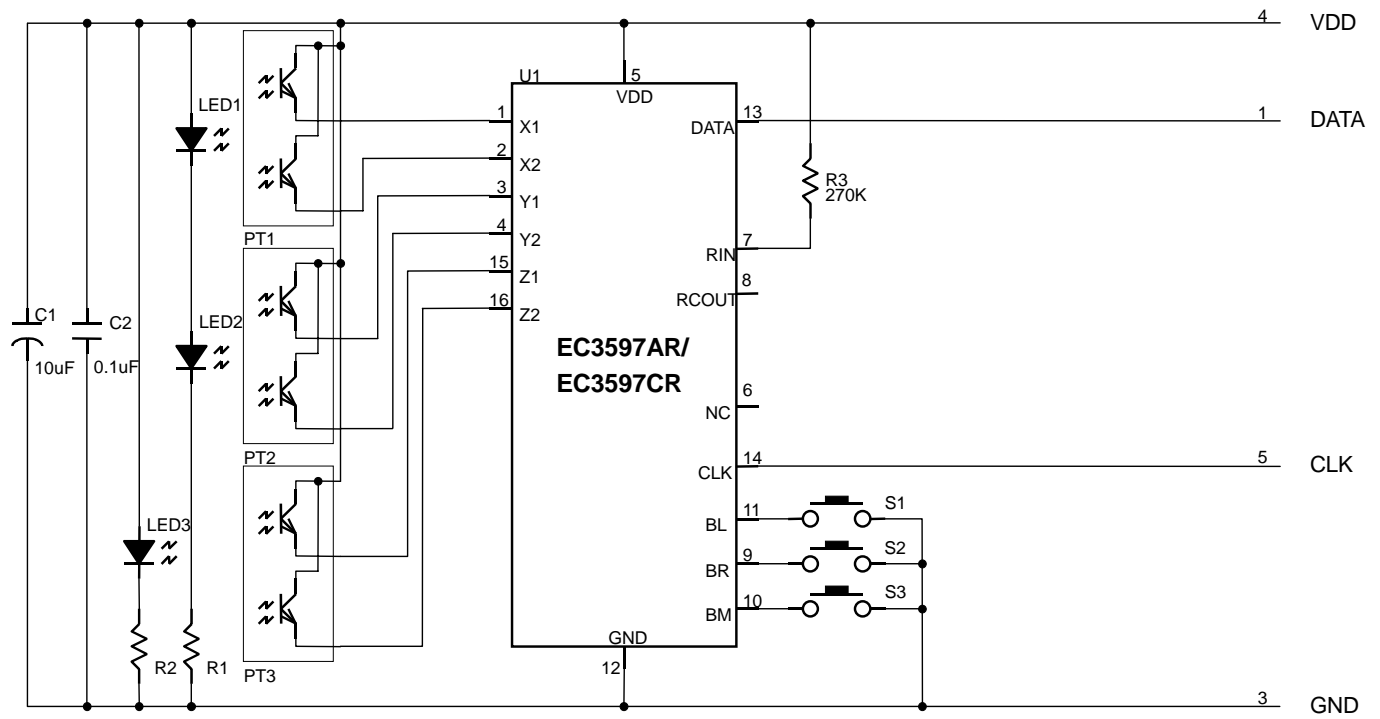 4 VDD
U1
5
VDD
LED1
1 X1
DATA 13
1 DATA
2 X2
R3
270K
3 Y1
4 Y2
PT1
RIN 7
15 Z1
RCOUT 8
16 Z2
C1
10uF
C2
0.1uF
LED2
EC3597AR/
EC3597CR
NC 6
PT2
CLK 14
5 CLK
BL 11
S1
LED3
BR 9
S2
BM 10
S3
GND
12
R2
R1
PT3
3 GND